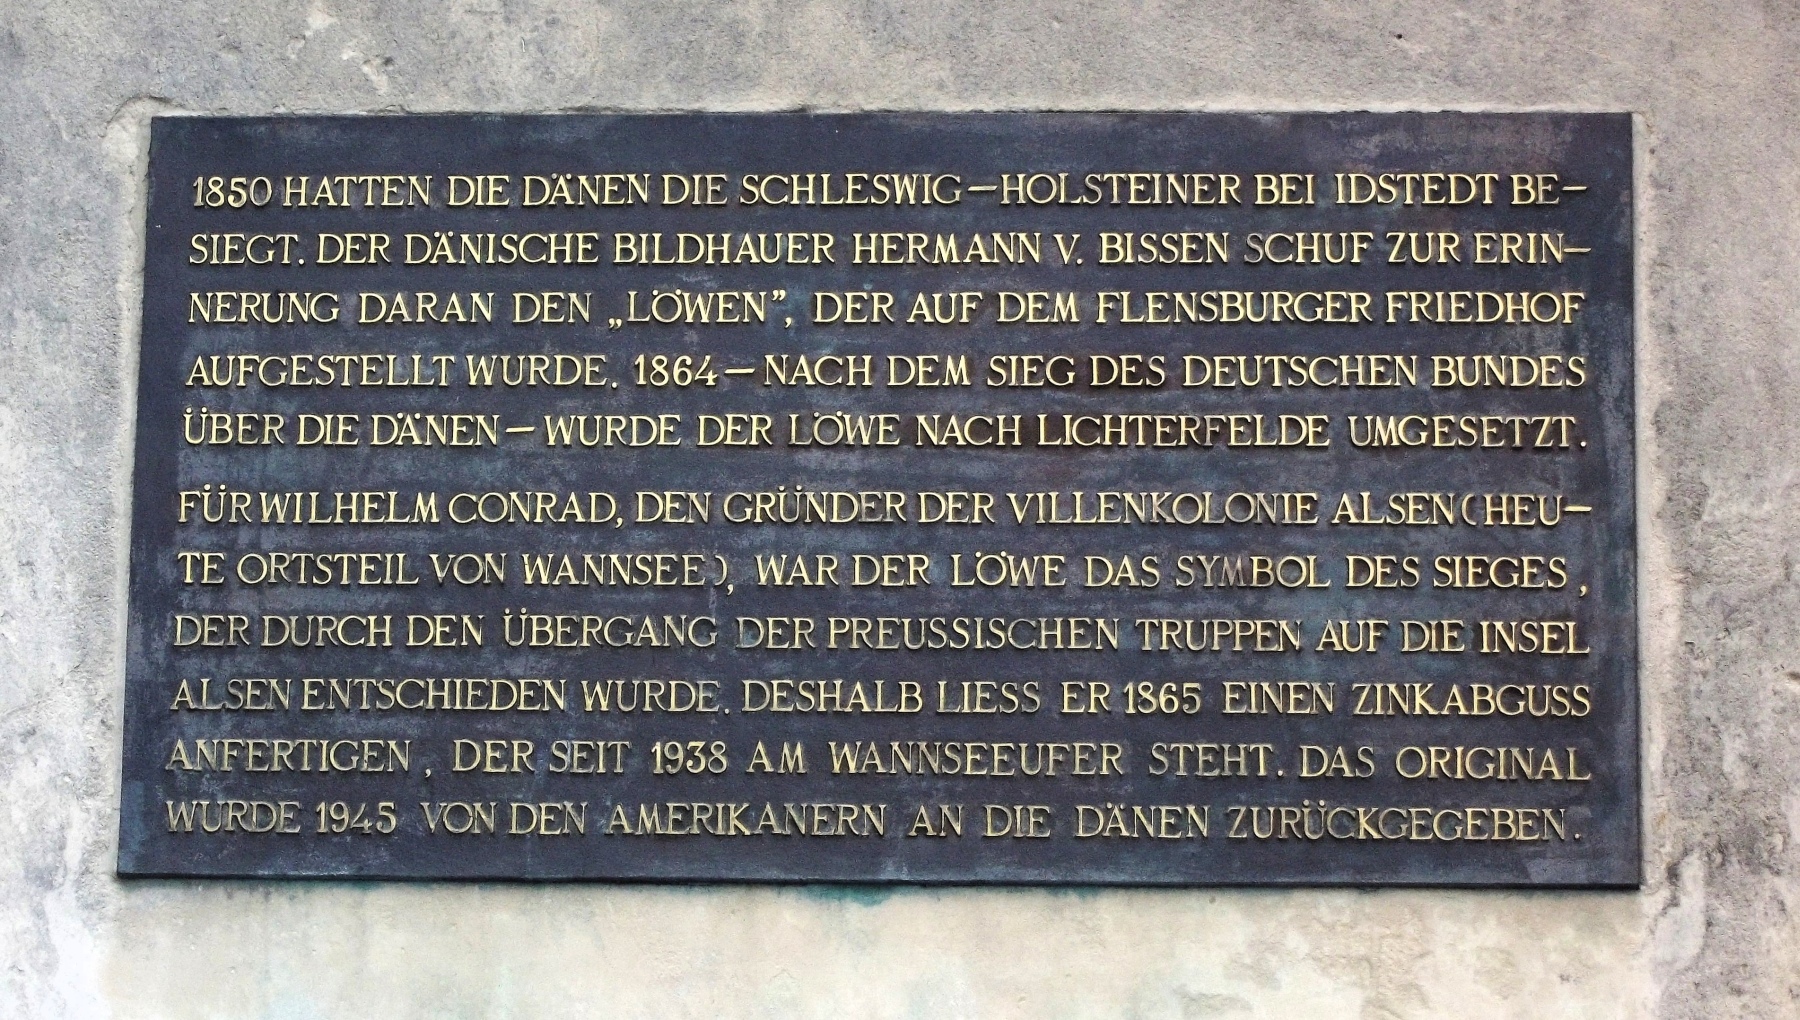 1850 HATTEN DIE DÄNEN DIE SCHLESWIG-HOLSTEINER BEI IDSTEDT BE-
SIEGT. DER DÄNISCHE BILDHAUER HERMANN V. BISSEN SCHUF ZUR ERIN-
NERUNG DARAN DEN „LÖWEN”, DER AUF DEM FLENSBURGER FRIEDHOF
AUFGESTELLT WURDE. 1864 – NACH DEM SIEG DES DEUTSCHEN BUNDES
ÜBER DIE DÄNEN – WURDE DER LÖWE NACH LICHTERFELDE UMGESETZT.
FÜR WILHELM CONRAD, DEN GRÜNDER DER VILLENKOLONIE ALSEN (HEU-
TE ORTSTEIL VON WANNSEE), WAR DER LÖWE DAS SYMBOL DES SIEGES,
DER DURCH DEN ÜBERGANG DER PREUSSISCHEN TRUPPEN AUF DIE INSEL
ALSEN ENTSCHIEDEN WURDE. DESHALB LIESS ER 1865 EINEN ZINKABGUSS
ANFERTIGEN, DER SEIT 1938 AM WANNSEEUFER STEHT. DAS ORIGINAL
WURDE 1945 VON DEN AMERIKANERN AN DIE DÄNEN ZURÜCKGEGEBEN.